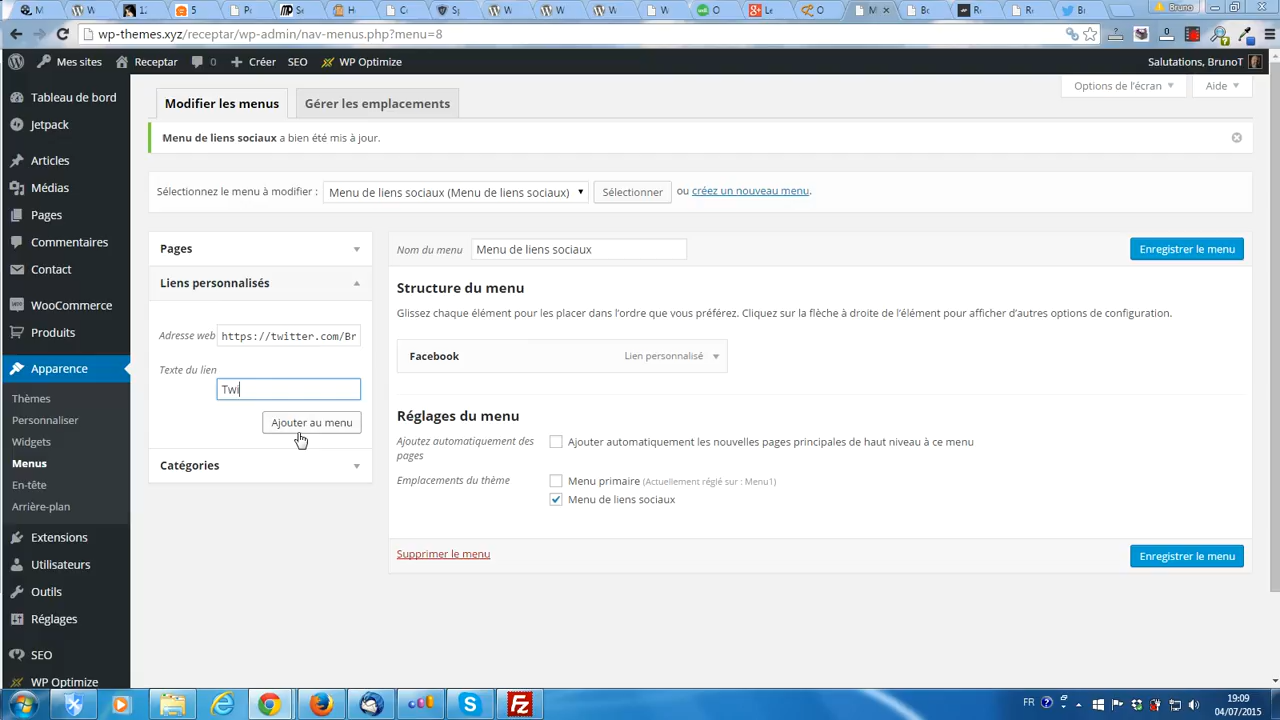 wp-themes.xyz/receptar/wp-admin/nav-menus.php?menu=8
Bruno
Mes sites
Receptar
0
Créer
SEO
WP Optimize
Salutations, BrunoT
Tableau de bord
Jetpack
Articles
Médias
Pages
Commentaires
Contact
WooCommerce
Produits
Apparence
Thèmes
Personnaliser
Widgets
Menus
En-tête
Arrière-plan
Extensions
Utilisateurs
Outils
Réglages
SEO
WP Optimize
Modifier les menus
Gérer les emplacements
Options de l'écran
Aide
Menu de liens sociaux a bien été mis à jour.
Sélectionnez le menu à modifier :
Menu de liens sociaux (Menu de liens sociaux)
Sélectionner
ou créez un nouveau menu.
Pages
Liens personnalisés
Adresse web
https://twitter.com/Br
Texte du lien
Twi
Ajouter au menu
Catégories
Nom du menu
Menu de liens sociaux
Enregistrer le menu
Structure du menu
Glissez chaque élément pour les placer dans l'ordre que vous préférez. Cliquez sur la flèche à droite de l'élément pour afficher d'autres options de configuration.
Facebook
Lien personnalisé
Réglages du menu
Ajoutez automatiquement des
pages
Ajouter automatiquement les nouvelles pages principales de haut niveau à ce menu
Emplacements du thème
Menu primaire (Actuellement réglé sur : Menu1)
Menu de liens sociaux
Supprimer le menu
Enregistrer le menu
FR
19:09
04/07/2015